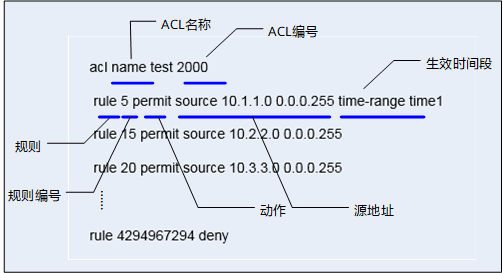 ACL名称
ACL编号
acl name test 2000
生效时间段
rule 5 permit source 10.1.1.0 0.0.0.255 time-range time1
rule 15 permit source 10.2.2.0 0.0.0.255
规则
rule 20 permit source 10.3.3.0 0.0.0.255
规则编号
动作
源地址
rule 4294967294 deny